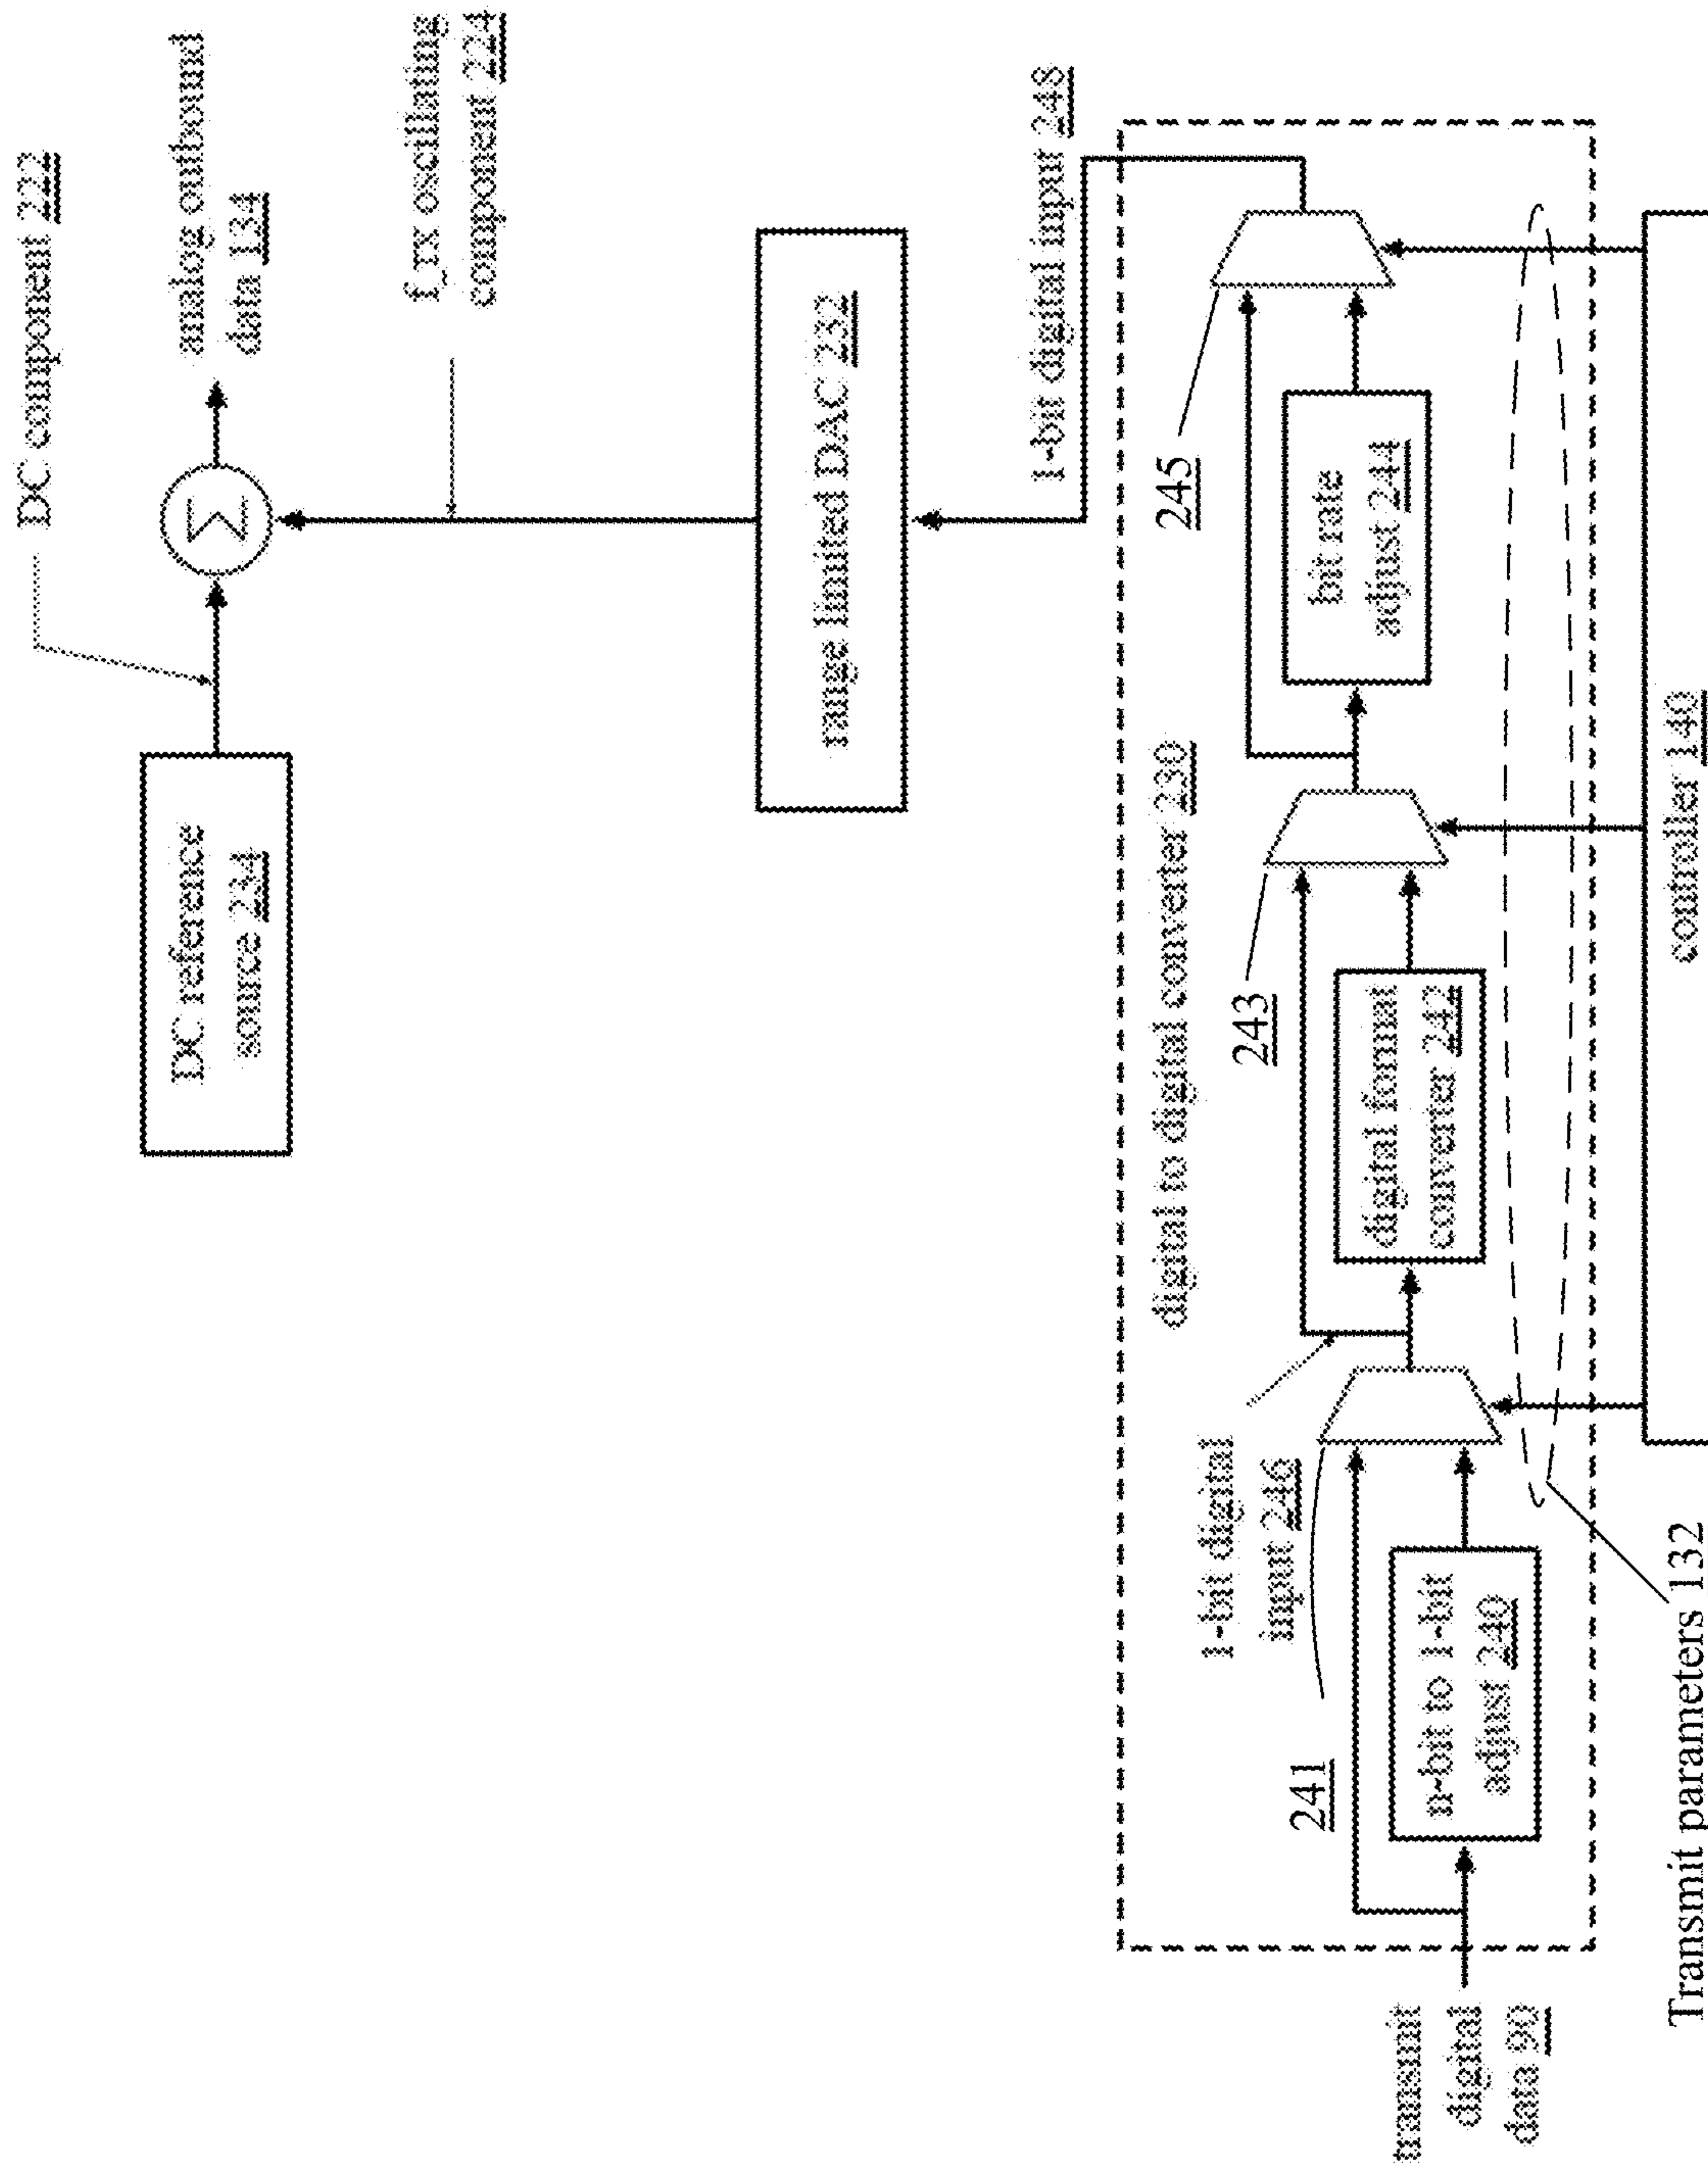 DC component 222
DC reference
source 234
analog outbound
data 134
f_rx oscillating
component 224
range limited DAC 232
1-bit digital input 248
digital to digital converter 230
1-bit digital
input 246
241
243
245
transmit
digital
data 90
n-bit to 1-bit
adjust 240
digital format
converter 242
bit rate
adjust 244
Transmit parameters 132
controller 140